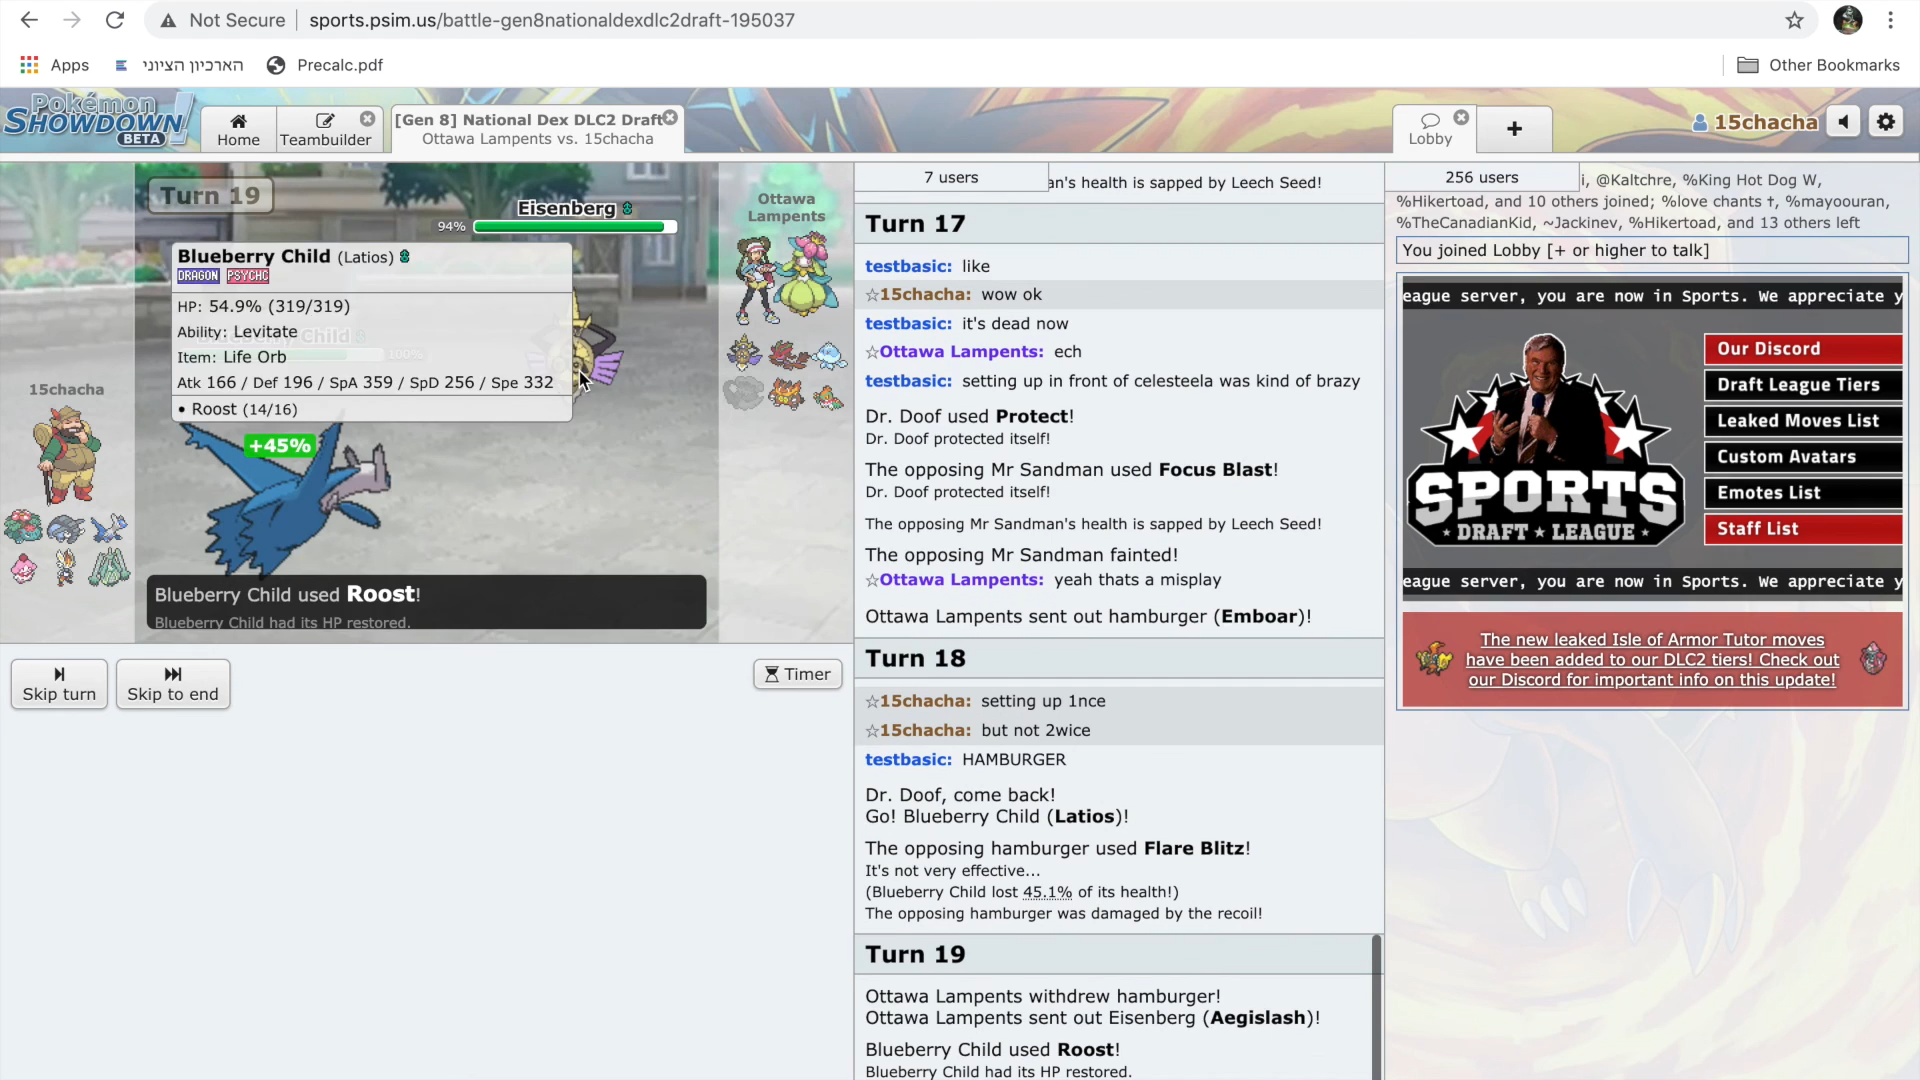 Not Secure
sports.psim.us/battle-gen8nationaldexdlc2draft-195037
Apps
הארכיון הציוני
Precalc.pdf
Other Bookmarks
Pokémon
SHOWDOWN
BETA
Home
Teambuilder
[Gen 8] National Dex DLC2 Draft
Ottawa Lampents vs. 15chacha
Lobby
+
15chacha
Turn 19
Eisenberg
94%
Blueberry Child (Latios)
DRAGON PSYCHC
HP: 54.9% (319/319)
Ability: Levitate
Item: Life Orb
Atk 166 / Def 196 / SpA 359 / SpD 256 / Spe 332
• Roost (14/16)
100%
+45%
15chacha
Ottawa
Lampents
Blueberry Child used Roost!
Blueberry Child had its HP restored.
Skip turn
Skip to end
Timer
7 users
an's health is sapped by Leech Seed!
Turn 17
testbasic: like
☆15chacha: wow ok
testbasic: it's dead now
☆Ottawa Lampents: ech
testbasic: setting up in front of celesteela was kind of brazy
Dr. Doof used Protect!
Dr. Doof protected itself!
The opposing Mr Sandman used Focus Blast!
Dr. Doof protected itself!
The opposing Mr Sandman's health is sapped by Leech Seed!
The opposing Mr Sandman fainted!
☆Ottawa Lampents: yeah thats a misplay
Ottawa Lampents sent out hamburger (Emboar)!
Turn 18
☆15chacha: setting up 1nce
☆15chacha: but not 2wice
testbasic: HAMBURGER
Dr. Doof, come back!
Go! Blueberry Child (Latios)!
The opposing hamburger used Flare Blitz!
It's not very effective...
(Blueberry Child lost 45.1% of its health!)
The opposing hamburger was damaged by the recoil!
Turn 19
Ottawa Lampents withdrew hamburger!
Ottawa Lampents sent out Eisenberg (Aegislash)!
Blueberry Child used Roost!
Blueberry Child had its HP restored.
256 users
i, @Kaltchre, %King Hot Dog W,
%Hikertoad, and 10 others joined; %love chants †, %mayoouran,
%TheCanadianKid, ~Jackinev, %Hikertoad, and 13 others left
You joined Lobby [+ or higher to talk]
eague server, you are now in Sports. We appreciate y
SPORTS
DRAFT ★ LEAGUE
Our Discord
Draft League Tiers
Leaked Moves List
Custom Avatars
Emotes List
Staff List
eague server, you are now in Sports. We appreciate y
The new leaked Isle of Armor Tutor moves
have been added to our DLC2 tiers! Check out
our Discord for important info on this update!